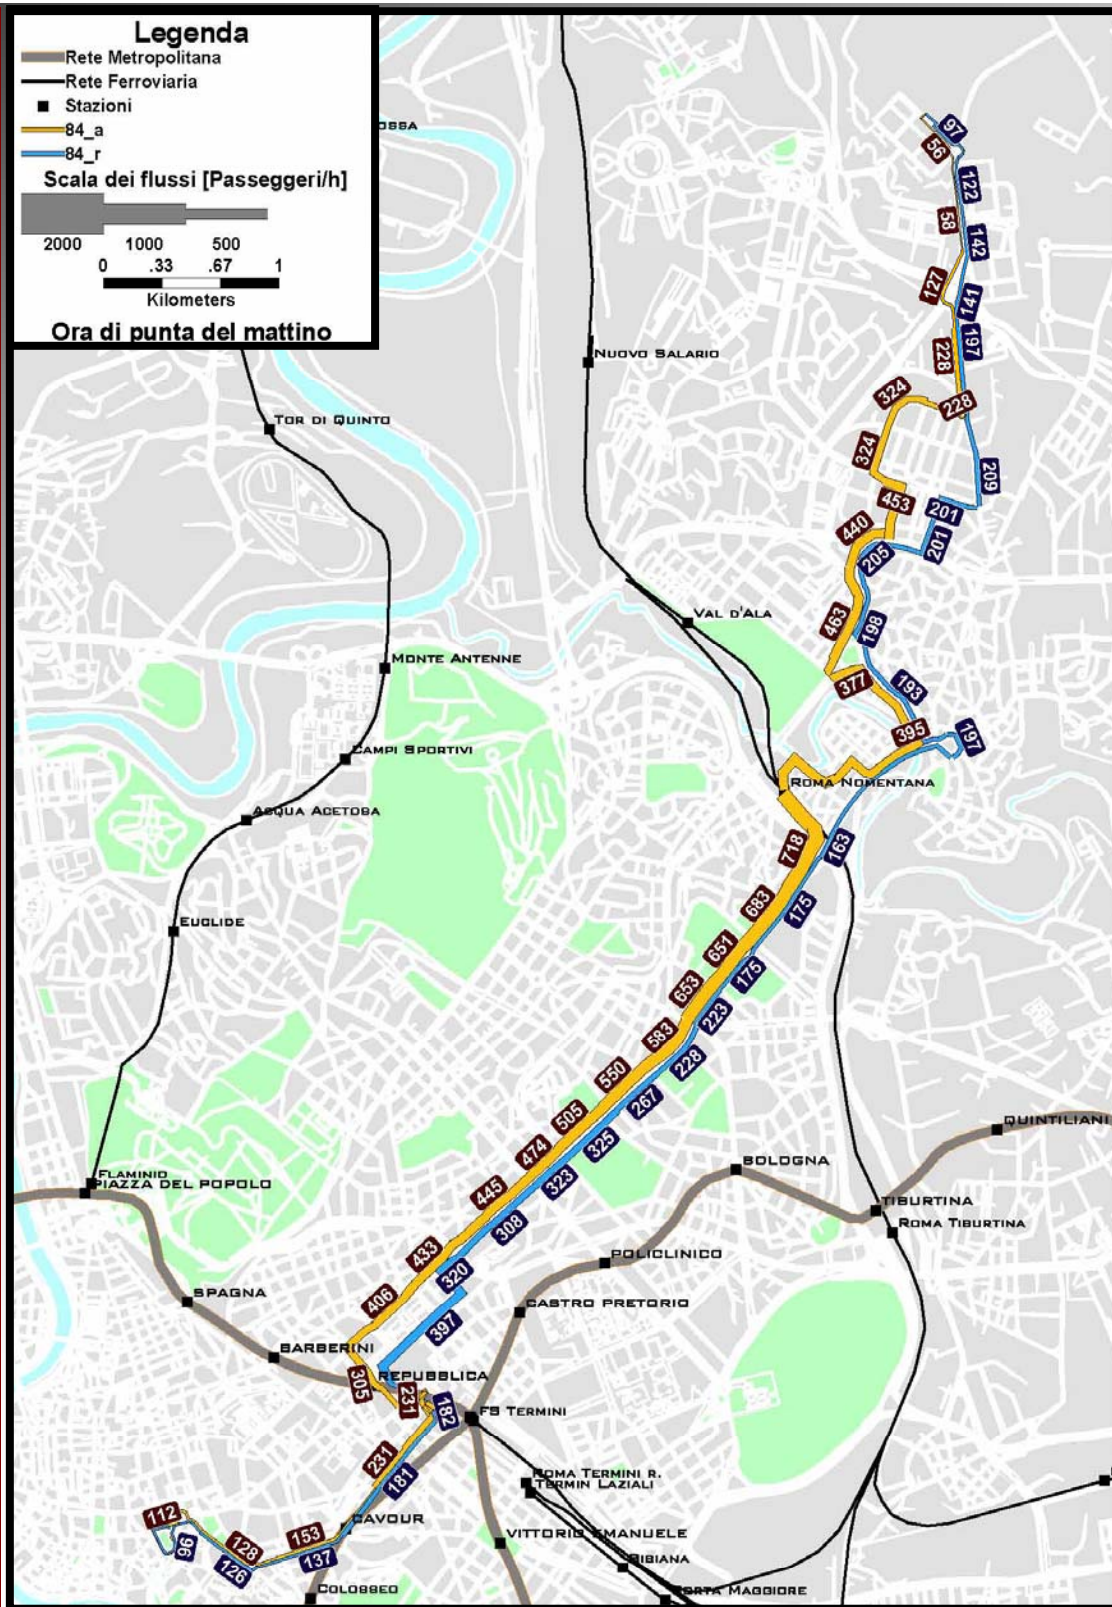 Legenda
Rete Metropolitana
Rete Ferroviaria
Stazioni
84_a
84_r
Scala dei flussi [Passeggeri/h]
2000 1000 500
0 .33 .67 1
Kilometers
Ora di punta del mattino
OSSA
97
56
122
58
142
127
141
197
228
NUOVO SALARIO
324
228
TOR DI QUINTO
324
209
453
201
440
201
205
VAL D'ALA
463
198
MONTE ANTENNE
377
193
395
197
CAMPI SPORTIVI
ROMA NOMENTANA
ACQUA ACETOSA
718
163
683
175
EUCLIDE
651
175
653
223
583
228
550
267
505
325
QUINTILIANI
474
323
BOLOGNA
FLAMINIO
PIAZZA DEL POPOLO
445
308
TIBURTINA
ROMA TIBURTINA
433
POLICLINICO
320
SPAGNA
406
CASTRO PRETORIO
397
BARBERINI
305
REPUBBLICA
231
182
FS TERMINI
231
181
ROMA TERMINI R.
TERMIN LAZIALI
112
CAVOUR
153
VITTORIO EMANUELE
96
128
137
126
BIBIANA
COLOSSEO
PORTA MAGGIORE